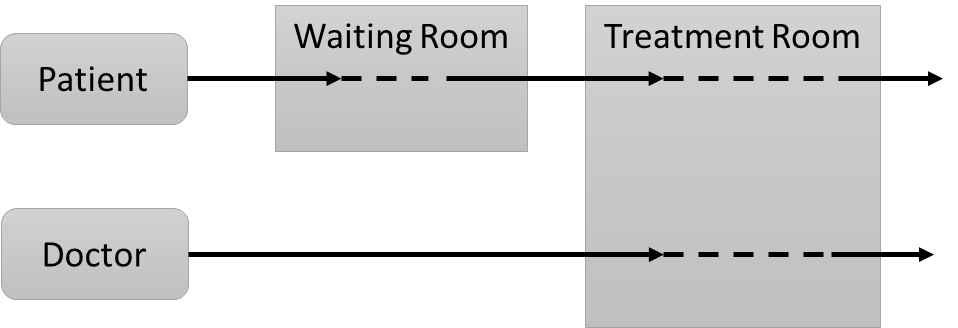 Waiting Room
Treatment Room
Patient
Doctor